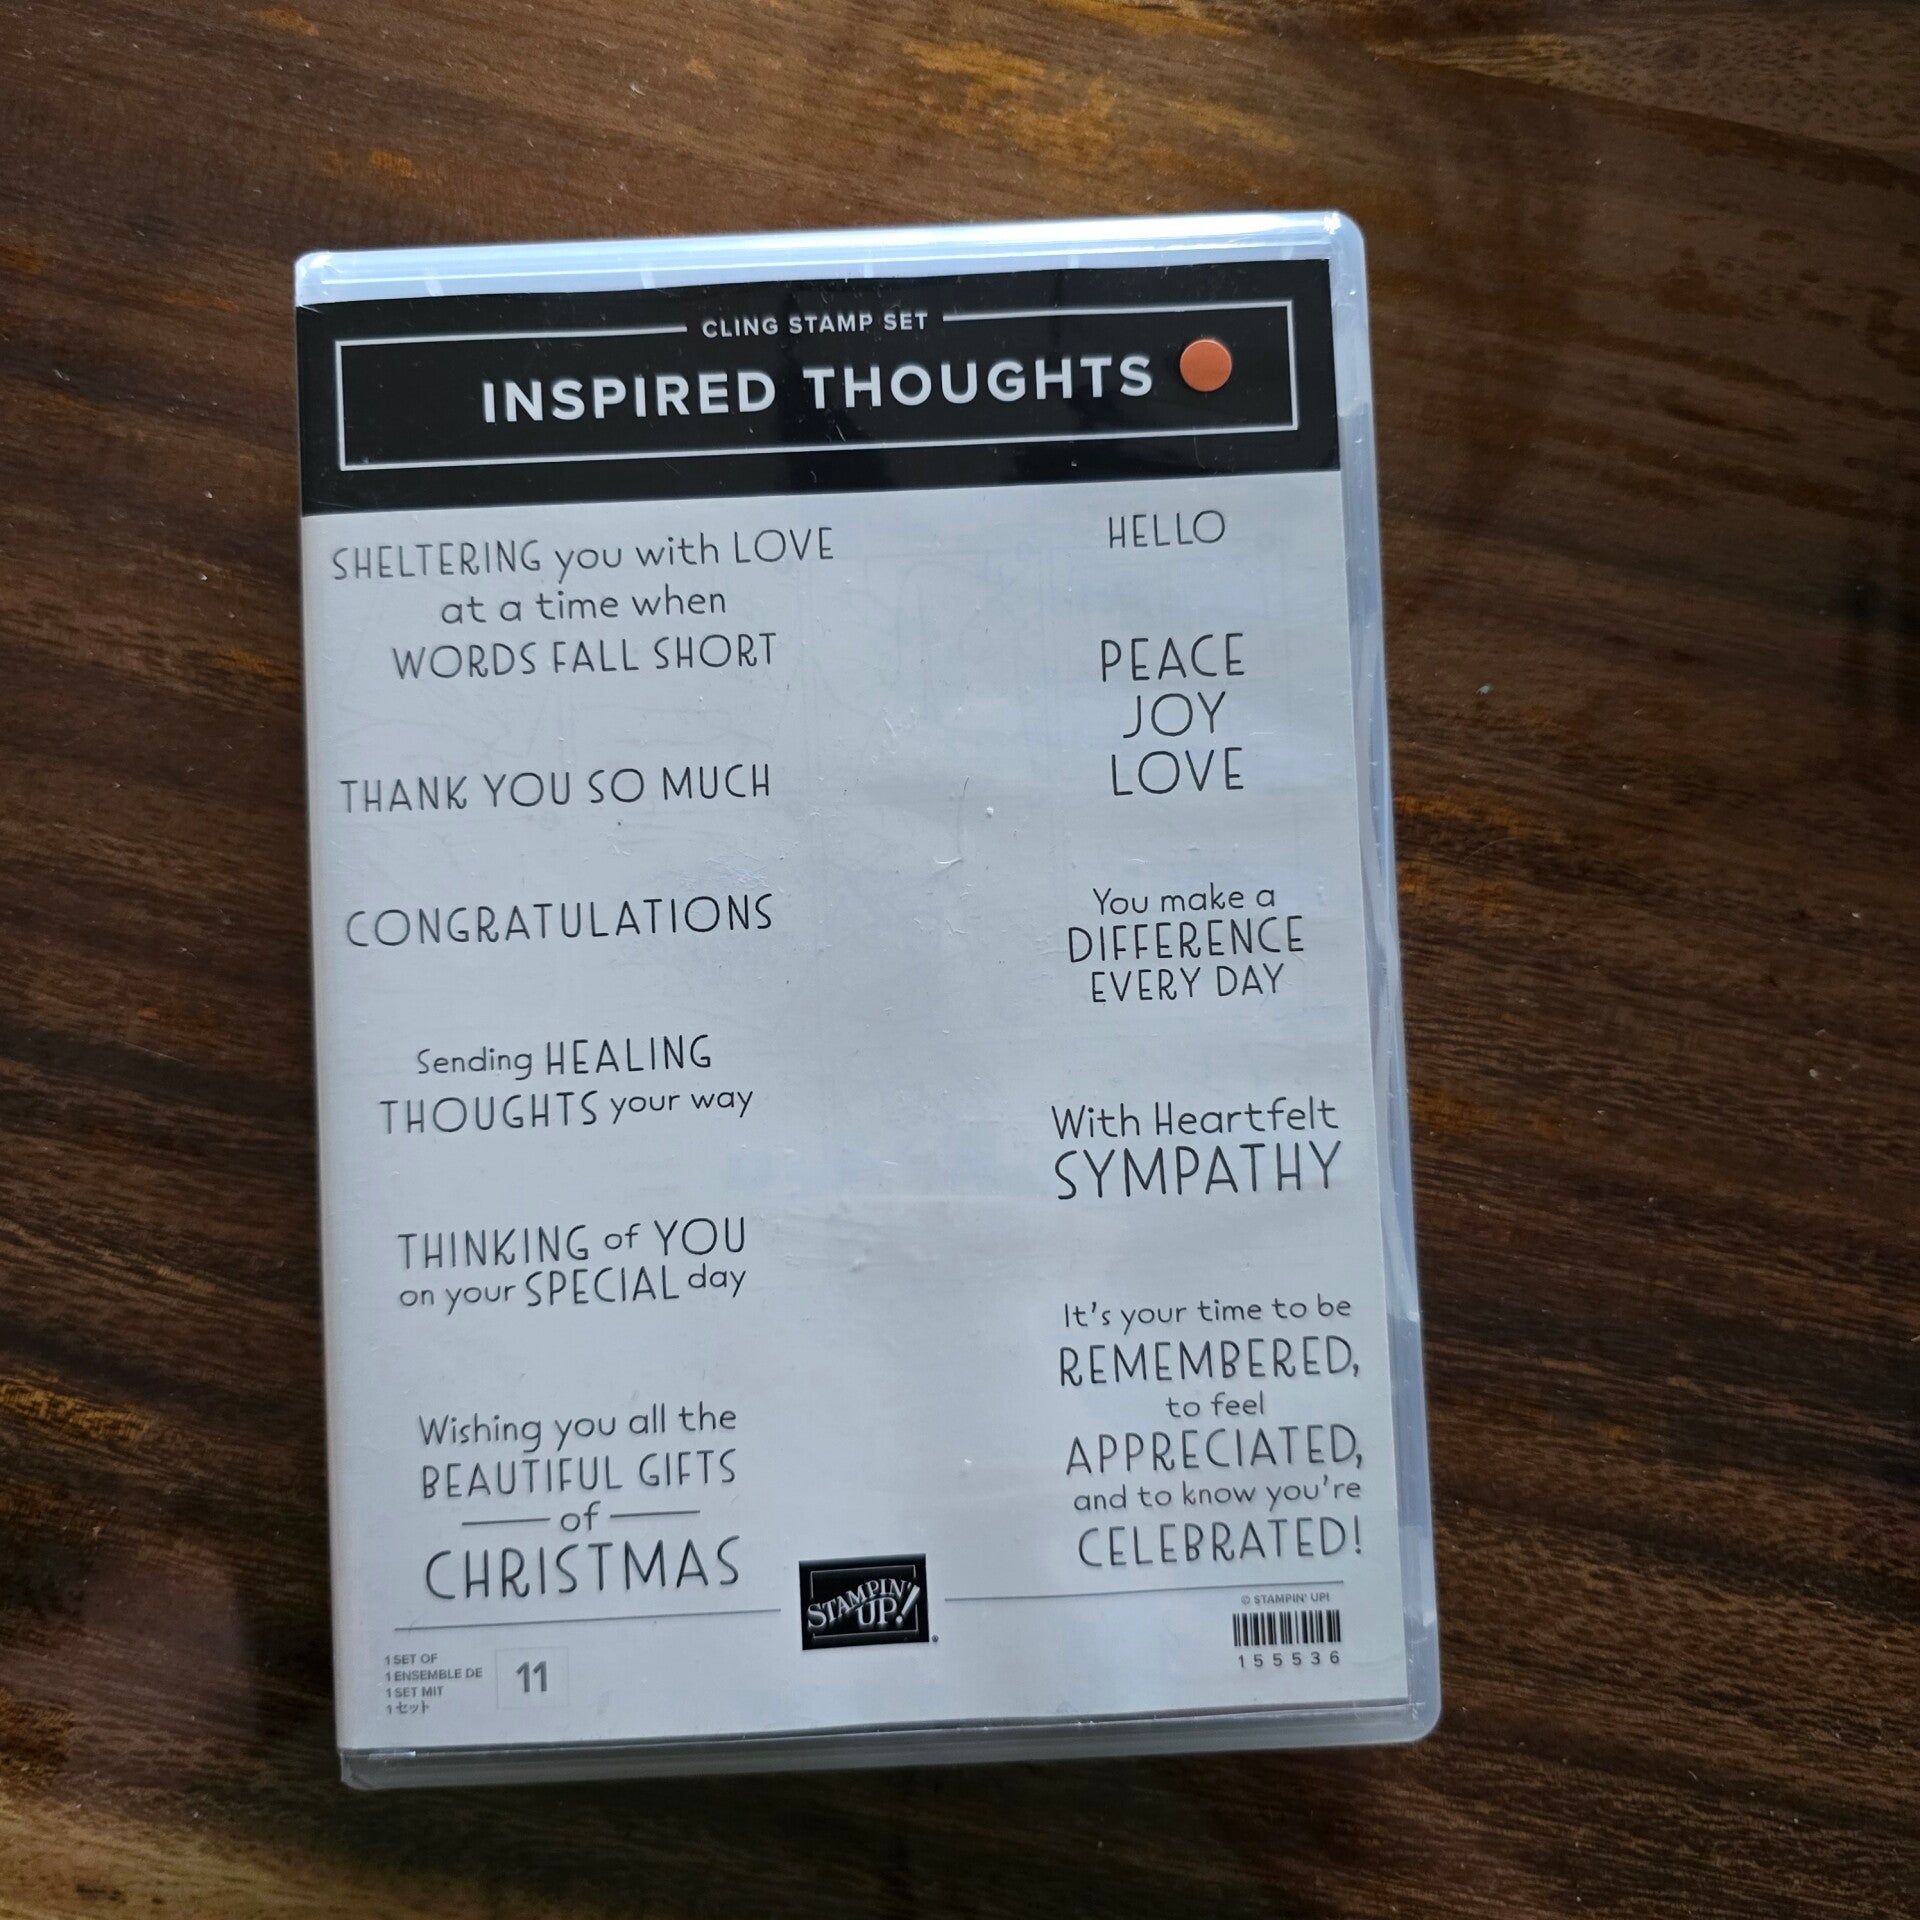 CLING STAMP SET
INSPIRED THOUGHTS
SHELTERING you with LOVE
at a time when
WORDS FALL SHORT
THANK YOU SO MUCH
CONGRATULATIONS
Sending HEALING
THOUGHTS your way
THINKING of YOU
on your SPECIAL day
Wishing you all the
BEAUTIFUL GIFTS
of
CHRISTMAS
HELLO
PEACE
JOY
LOVE
You make a
DIFFERENCE
EVERY DAY
With Heartfelt
SYMPATHY
It's your time to be
REMEMBERED,
to feel
APPRECIATED,
and to know you're
CELEBRATED!
1 SET OF
1 ENSEMBLE DE
1 SET MIT
1セット
11
STAMPIN'
UP!
®
© STAMPIN' UP!
155536